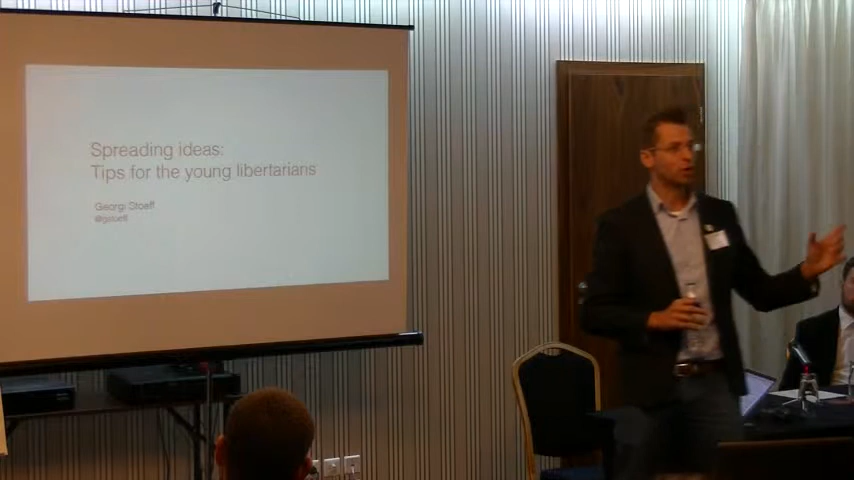 Spreading ideas:
Tips for the young libertarians
Georgi Stoeff
@gstoeff